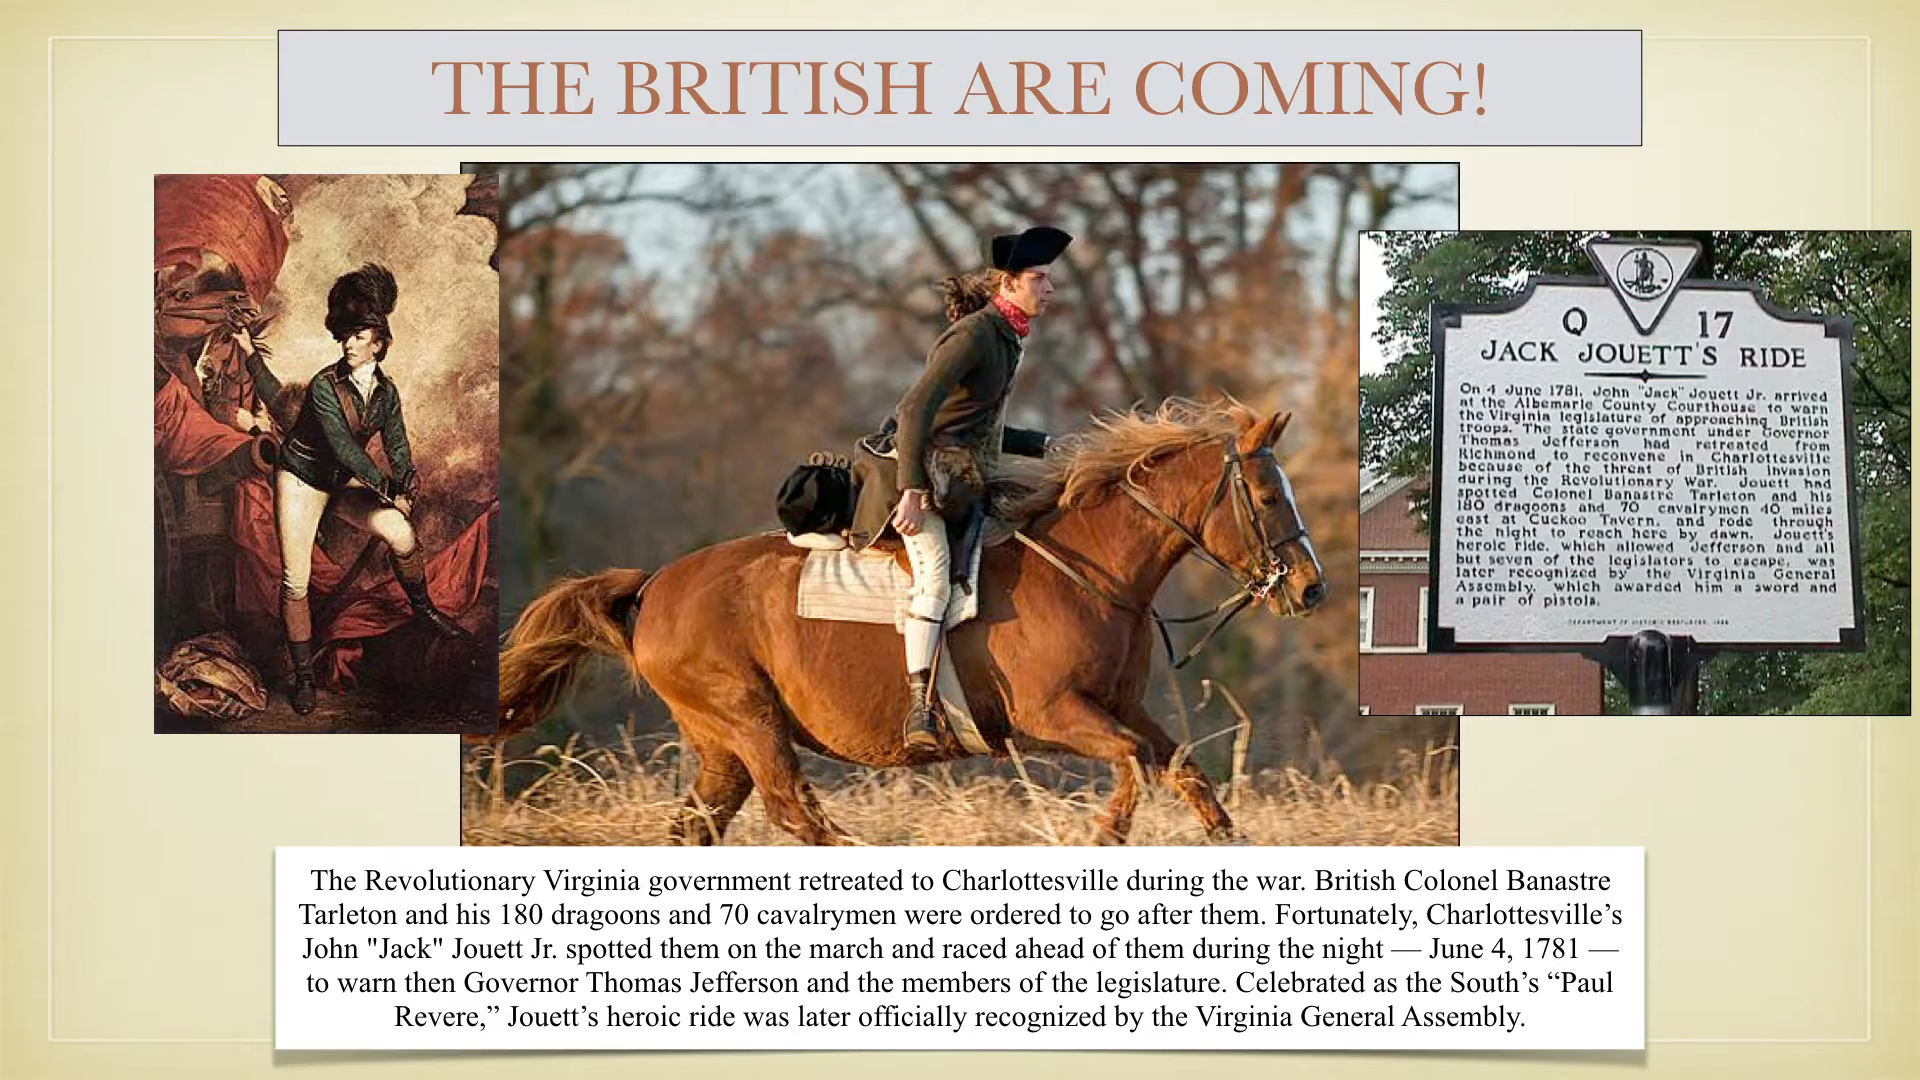 THE BRITISH ARE COMING!
Q 17
JACK JOUETT'S RIDE
On 4 June 1781, John "Jack" Jouett Jr. arrived
at the Albemarle County Courthouse to warn
the Virginia legislature of approaching British
troops. The state government under Governor
Thomas Jefferson had retreated from
Richmond to reconvene in Charlottesville
because of the threat of British invasion
during the Revolutionary War. Jouett had
spotted Colonel Banastre Tarleton and his
180 dragoons and 70 cavalrymen 40 miles
east at Cuckoo Tavern, and rode through
the night to reach here by dawn. Jouett's
heroic ride, which allowed Jefferson and all
but seven of the legislators to escape, was
later recognized by the Virginia General
Assembly, which awarded him a sword and
a pair of pistols.
DEPARTMENT OF HISTORIC RESOURCES,
The Revolutionary Virginia government retreated to Charlottesville during the war. British Colonel Banastre
Tarleton and his 180 dragoons and 70 cavalrymen were ordered to go after them. Fortunately, Charlottesville’s
John "Jack" Jouett Jr. spotted them on the march and raced ahead of them during the night — June 4, 1781 —
to warn then Governor Thomas Jefferson and the members of the legislature. Celebrated as the South’s “Paul
Revere,” Jouett’s heroic ride was later officially recognized by the Virginia General Assembly.